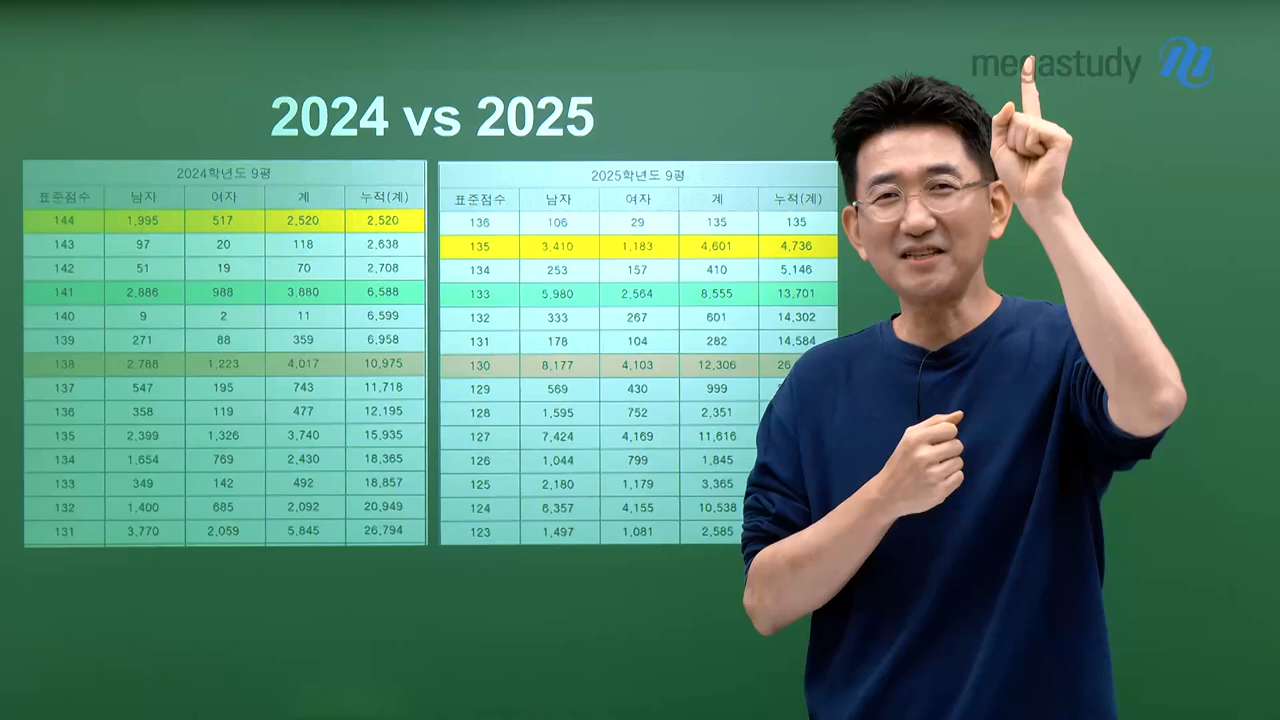 megastudy
2024 vs 2025
2024학년도 9평
표준점수 남자 여자 계 누적(계)
144 1,995 517 2,520 2,520
143 97 20 118 2,638
142 51 19 70 2,708
141 2,886 988 3,880 6,588
140 9 2 11 6,599
139 271 88 359 6,958
138 2,788 1,223 4,017 10,975
137 547 195 743 11,718
136 358 119 477 12,195
135 2,399 1,326 3,740 15,935
134 1,654 769 2,430 18,365
133 349 142 492 18,857
132 1,400 685 2,092 20,949
131 3,770 2,059 5,845 26,794
2025학년도 9평
표준점수 남자 여자 계 누적(계)
136 106 29 135 135
135 3,410 1,183 4,601 4,736
134 253 157 410 5,146
133 5,980 2,564 8,555 13,701
132 333 267 601 14,302
131 178 104 282 14,584
130 8,177 4,103 12,306
129 569 430 999
128 1,595 752 2,351
127 7,424 4,169 11,616
126 1,044 799 1,845
125 2,180 1,179 3,365
124 6,357 4,155 10,538
123 1,497 1,081 2,585